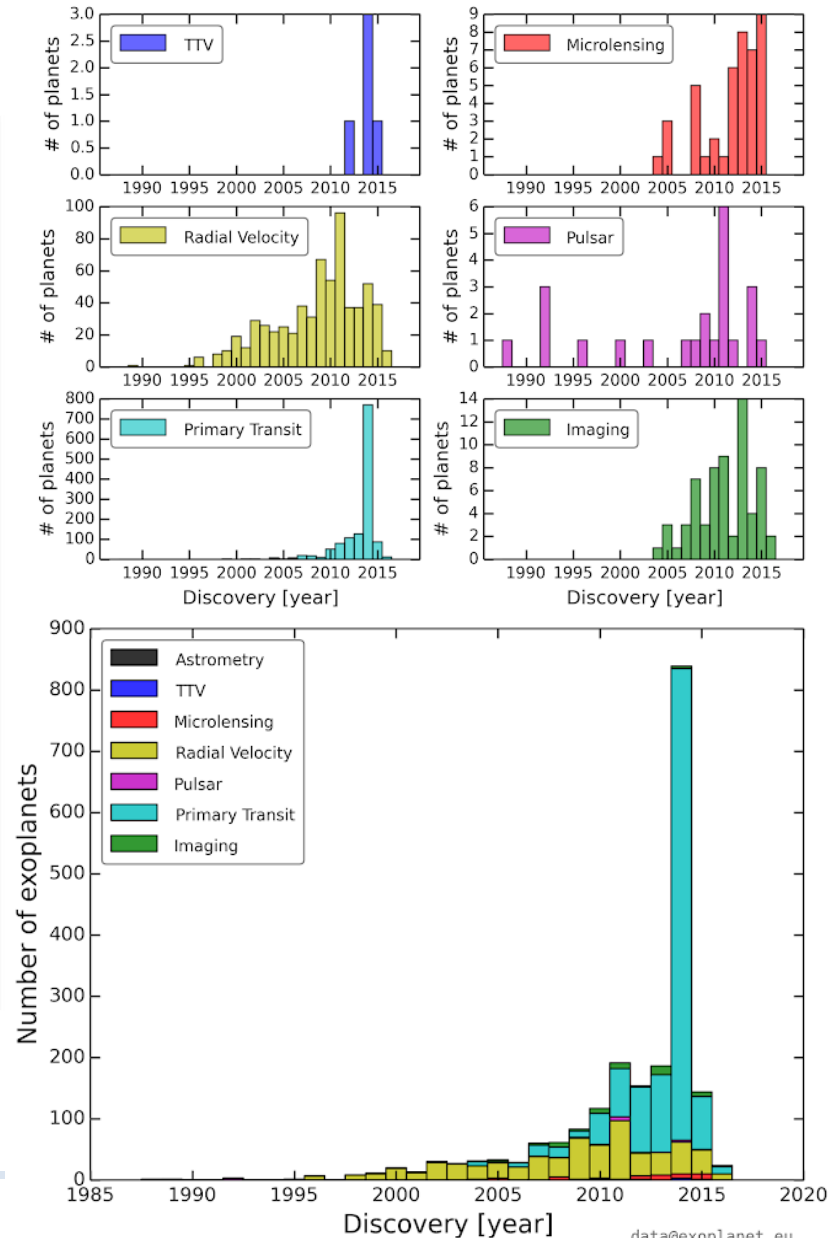 # of planets
3.0
2.5
2.0
1.5
1.0
0.5
0.0
TTV
1990 1995 2000 2005 2010 2015
# of planets
9
8
7
6
5
4
3
2
1
Microlensing
1990 1995 2000 2005 2010 2015
# of planets
100
80
60
40
20
0
Radial Velocity
1990 1995 2000 2005 2010 2015
# of planets
6
5
4
3
2
1
0
Pulsar
1990 1995 2000 2005 2010 2015
# of planets
800
700
600
500
400
300
200
100
0
Primary Transit
1990 1995 2000 2005 2010 2015
Discovery [year]
# of planets
14
12
10
8
6
4
2
0
Imaging
1990 1995 2000 2005 2010 2015
Discovery [year]
Number of exoplanets
900
800
700
600
500
400
300
200
100
0
Astrometry
TTV
Microlensing
Radial Velocity
Pulsar
Primary Transit
Imaging
1985 1990 1995 2000 2005 2010 2015 2020
Discovery [year]
data@exoplanet.eu